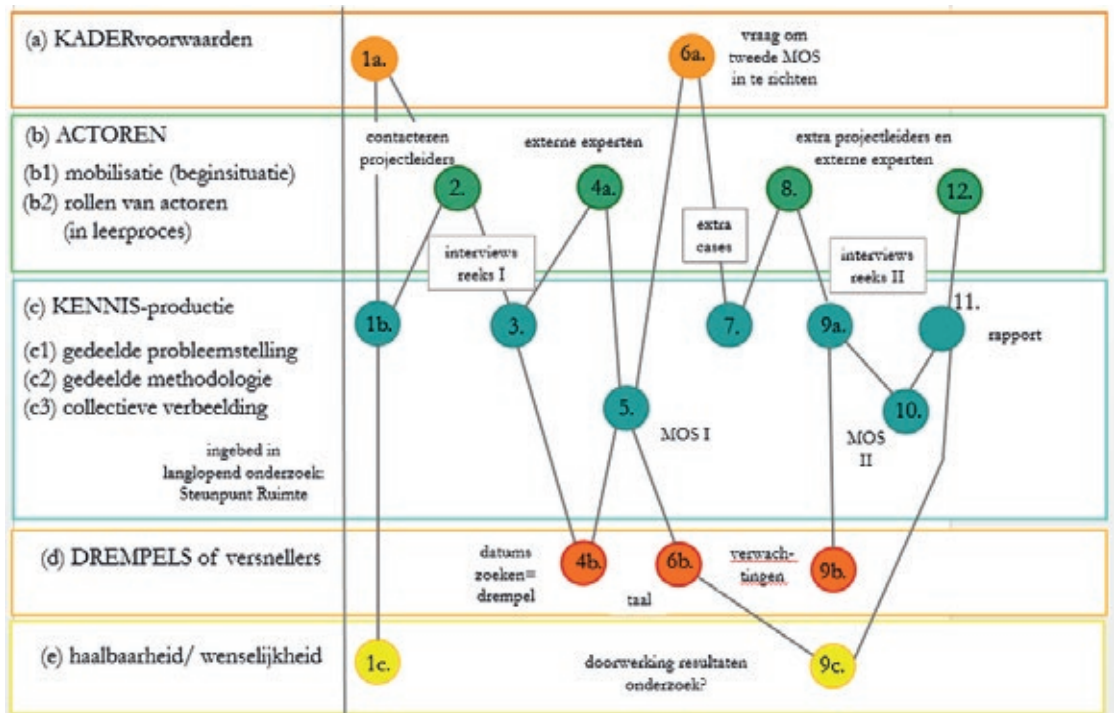 (a) KADERvoorwaarden
1a.
6a.
vraag om
tweede MOS
in te richten
(b) ACTOREN
(b1) mobilisatie (beginsituatie)
(b2) rollen van actoren
(in leerproces)
contacteren
projectleiders
2.
externe experten
4a.
extra projectleiders en
externe experten
8.
12.
interviews
reeks I
extra
cases
interviews
reeks II
(c) KENNIS-productie
(c1) gedeelde probleemstelling
(c2) gedeelde methodologie
(c3) collectieve verbeelding
ingebed in
langlopend onderzoek:
Steunpunt Ruimte
1b.
3.
7.
9a.
11.
rapport
5.
MOS I
10.
MOS
II
(d) DREMPELS of versnellers
datums
zoeken=
drempel
4b.
taal
6b.
verwach-
tingen
9b.
(e) haalbaarheid/ wenselijkheid
1c.
doorwerking resultaten
onderzoek?
9c.